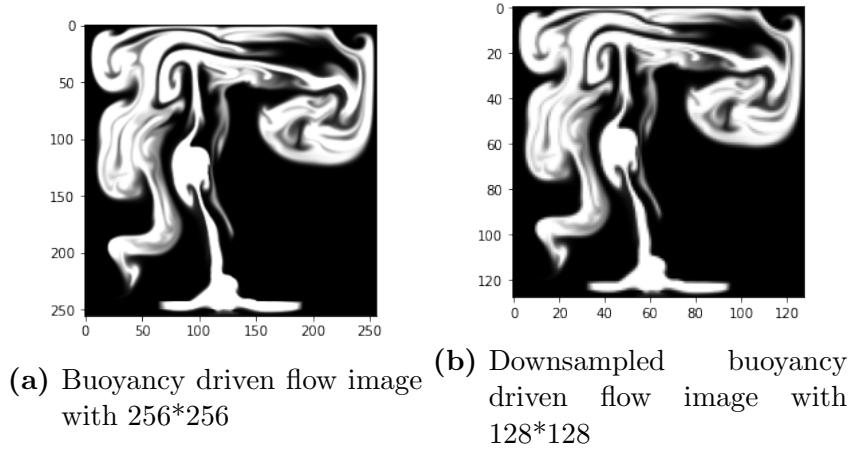 0
50
100
150
200
250
0 50 100 150 200 250
(a) Buoyancy driven flow image
with 256*256
0
20
40
60
80
100
120
0 20 40 60 80 100 120
(b) Downsampled buoyancy
driven flow image with
128*128